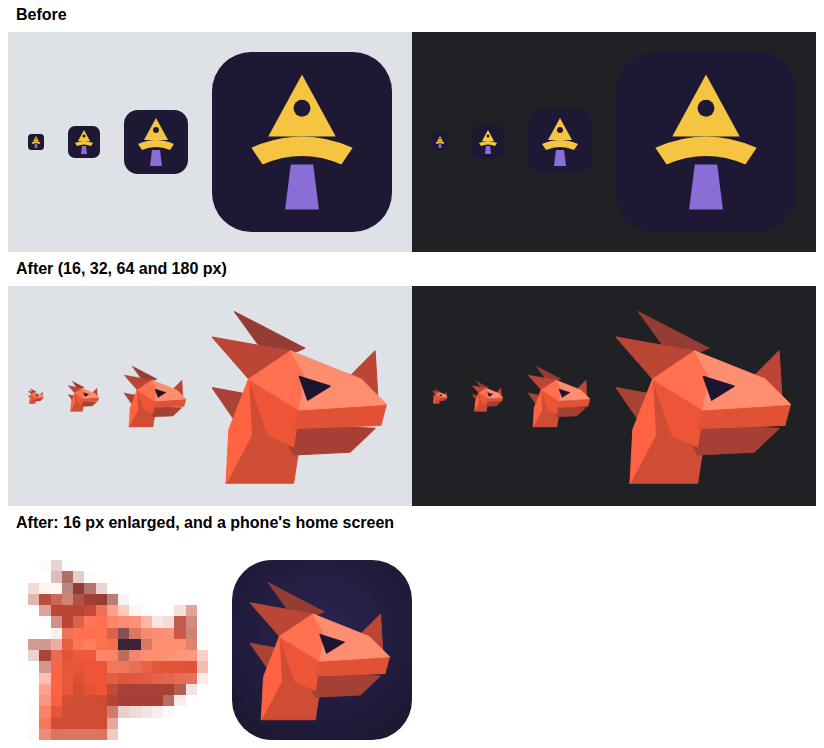 Before
After (16, 32, 64 and 180 px)
After: 16 px enlarged, and a phone's home screen